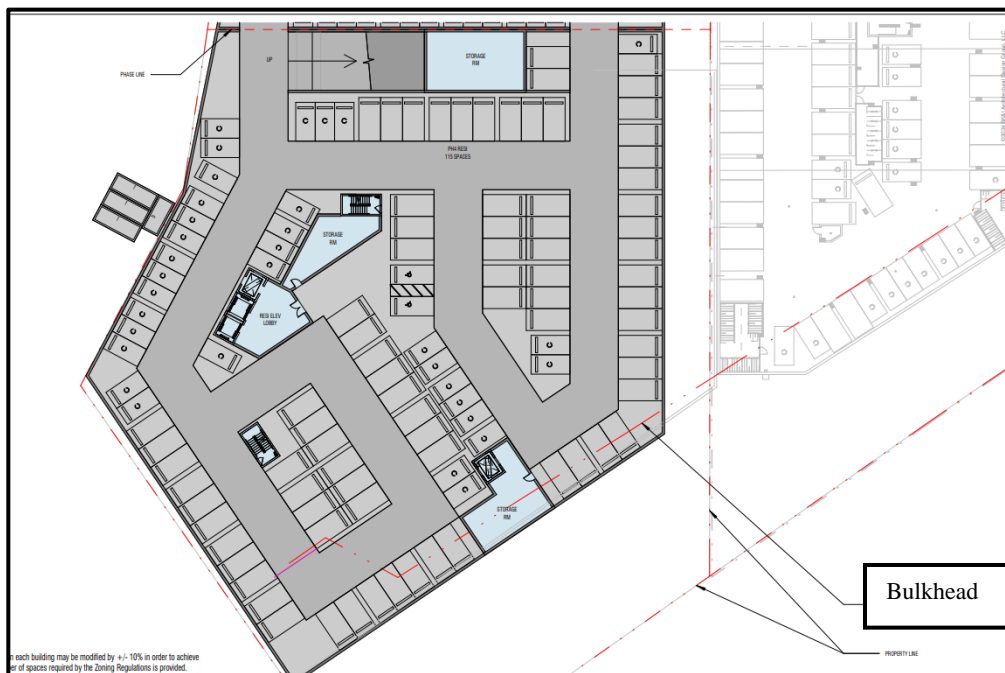 STORAGE
RM
UP
PHASE LINE
PH4 RESI
115 SPACES
STORAGE
RM
RESI ELEV
LOBBY
STORAGE
RM
Bulkhead
PROPERTY LINE
n each building may be modified by +/- 10% in order to achieve
er of spaces required by the Zoning Regulations is provided.